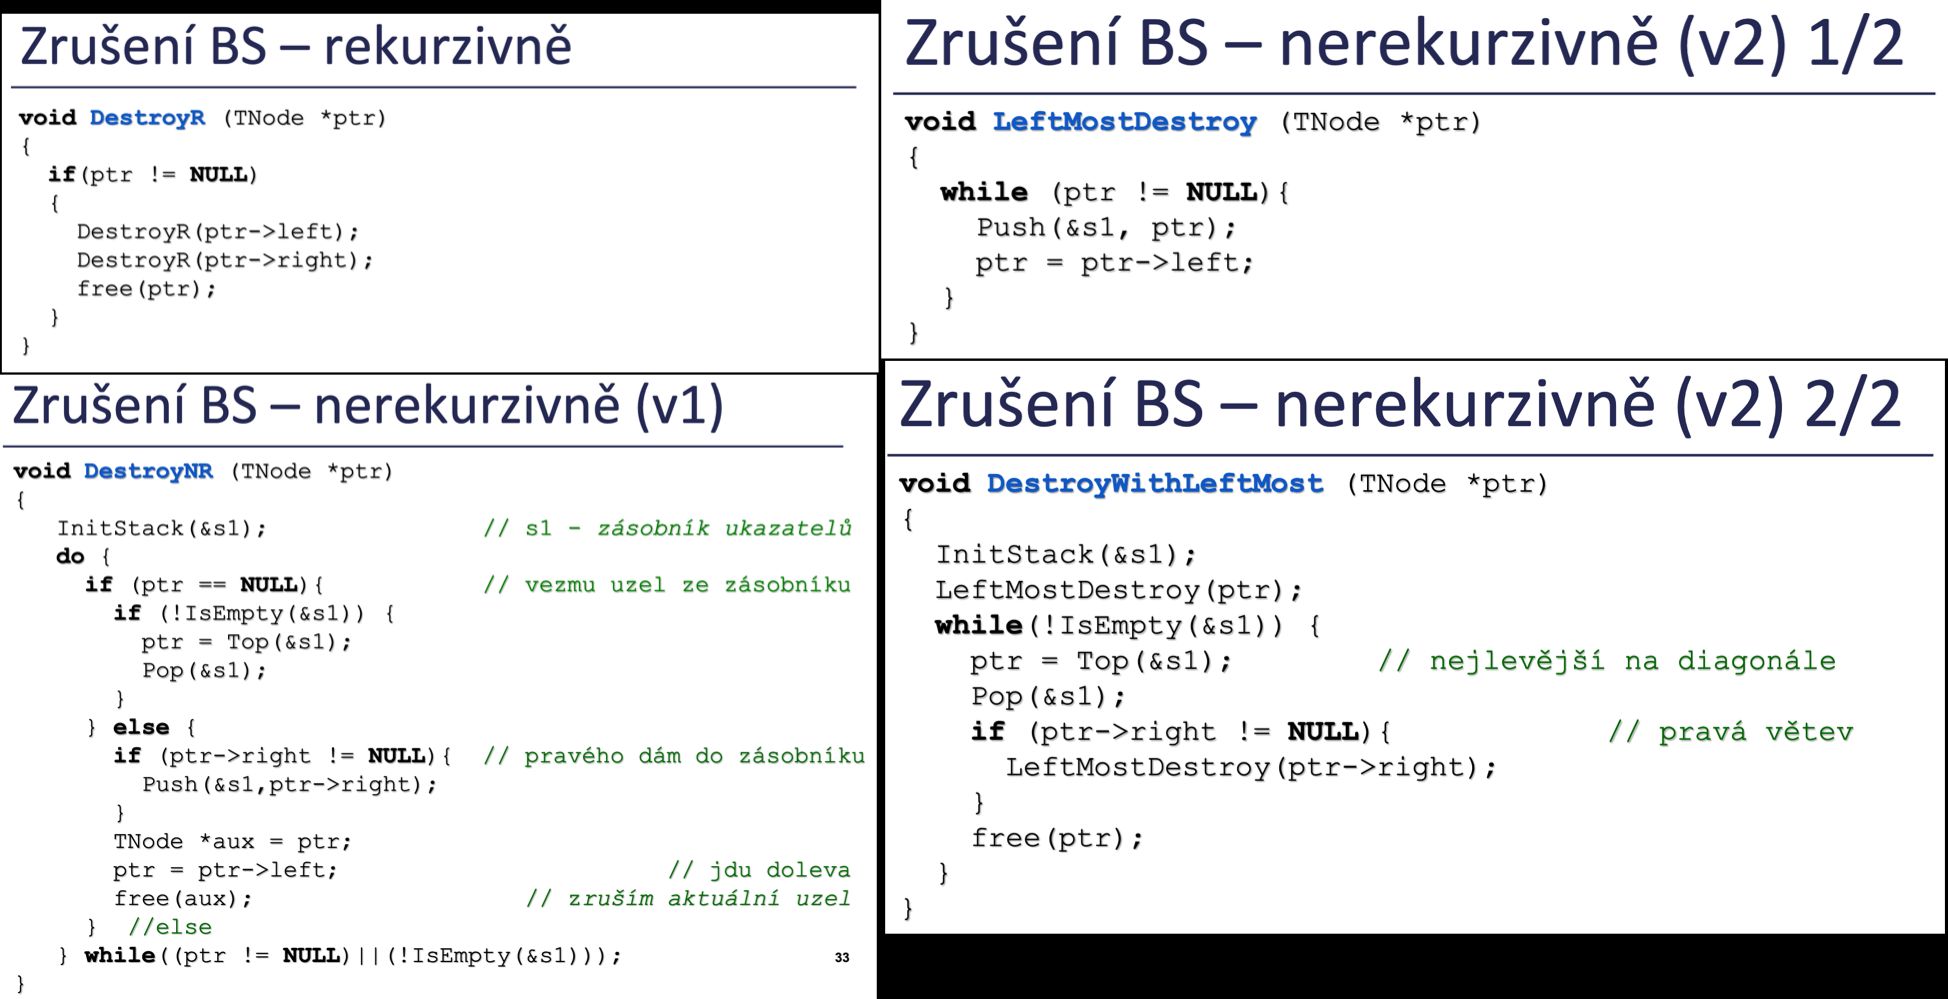 Zrušení BS – rekurzivně
void DestroyR (TNode *ptr)
{
  if(ptr != NULL)
  {
    DestroyR(ptr->left);
    DestroyR(ptr->right);
    free(ptr);
  }
}
Zrušení BS – nerekurzivně (v1)
void DestroyNR (TNode *ptr)
{
   InitStack(&s1);               // s1 - zásobník ukazatelů
   do {
     if (ptr == NULL){           // vezmu uzel ze zásobníku
       if (!IsEmpty(&s1)) {
         ptr = Top(&s1);
         Pop(&s1);
       }
     } else {
       if (ptr->right != NULL){  // pravého dám do zásobníku
         Push(&s1,ptr->right);
       }
       TNode *aux = ptr;
       ptr = ptr->left;                       // jdu doleva
       free(aux);                   // zruším aktuální uzel
     }  //else
   } while((ptr != NULL)||(!IsEmpty(&s1)));
33
}
Zrušení BS – nerekurzivně (v2) 1/2
void LeftMostDestroy (TNode *ptr)
{
  while (ptr != NULL){
    Push(&s1, ptr);
    ptr = ptr->left;
  }
}
Zrušení BS – nerekurzivně (v2) 2/2
void DestroyWithLeftMost (TNode *ptr)
{
  InitStack(&s1);
  LeftMostDestroy(ptr);
  while(!IsEmpty(&s1)) {
    ptr = Top(&s1);        // nejlevější na diagonále
    Pop(&s1);
    if (ptr->right != NULL){            // pravá větev
      LeftMostDestroy(ptr->right);
    }
    free(ptr);
  }
}